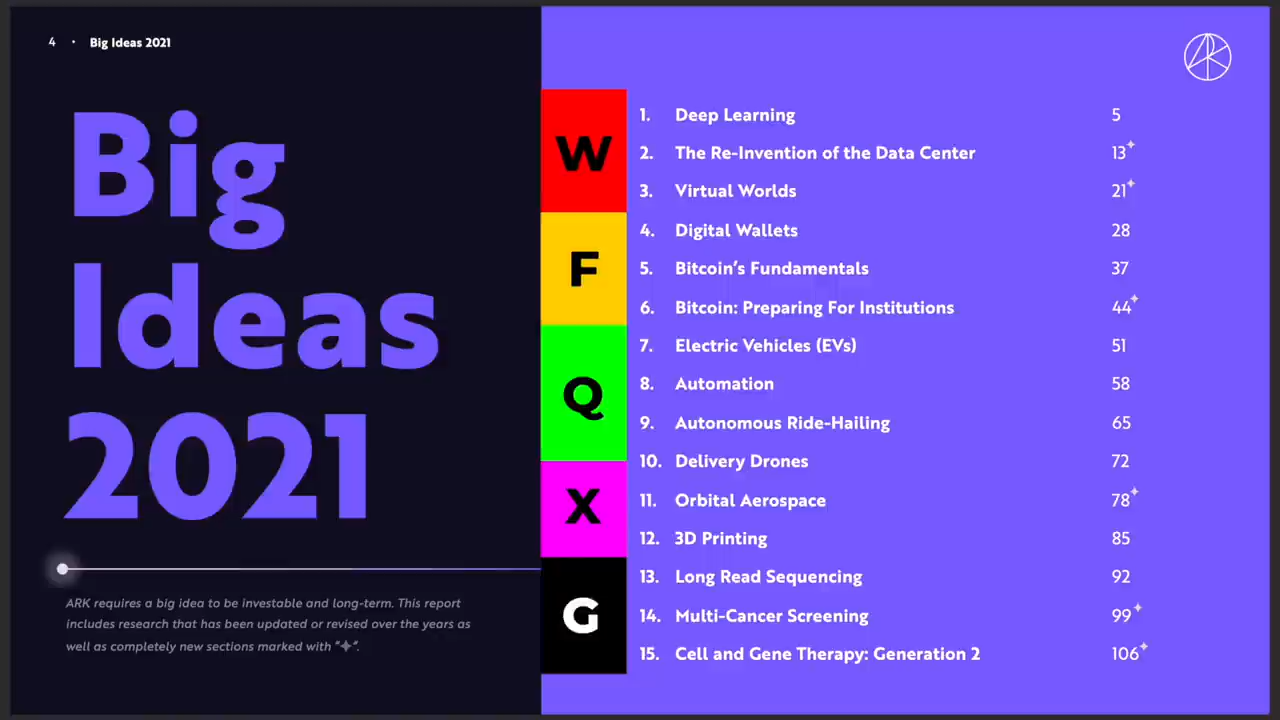 4 • Big Ideas 2021
Big
Ideas
2021
ARK requires a big idea to be investable and long-term. This report
includes research that has been updated or revised over the years as
well as completely new sections marked with "✦".
ARK
W
F
Q
X
G
1. Deep Learning 5
2. The Re-Invention of the Data Center 13✦
3. Virtual Worlds 21✦
4. Digital Wallets 28
5. Bitcoin’s Fundamentals 37
6. Bitcoin: Preparing For Institutions 44✦
7. Electric Vehicles (EVs) 51
8. Automation 58
9. Autonomous Ride-Hailing 65
10. Delivery Drones 72
11. Orbital Aerospace 78✦
12. 3D Printing 85
13. Long Read Sequencing 92
14. Multi-Cancer Screening 99✦
15. Cell and Gene Therapy: Generation 2 106✦